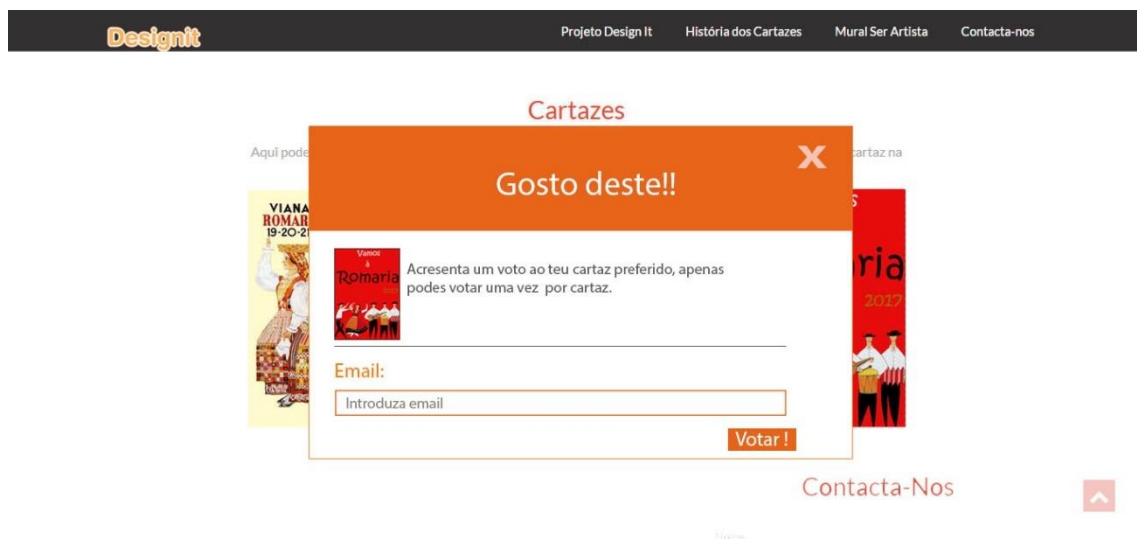 Designit
Projeto Design It História dos Cartazes Mural Ser Artista Contacta-nos
Cartazes
Aqui pode
cartaz na
X
Gosto deste!!
VIANA
ROMAR
19-20-21
Vamos
à
Romaria
2017
Acresenta um voto ao teu cartaz preferido, apenas
podes votar uma vez por cartaz.
S
ria
2017
Email:
Introduza email
Votar !
Contacta-Nos